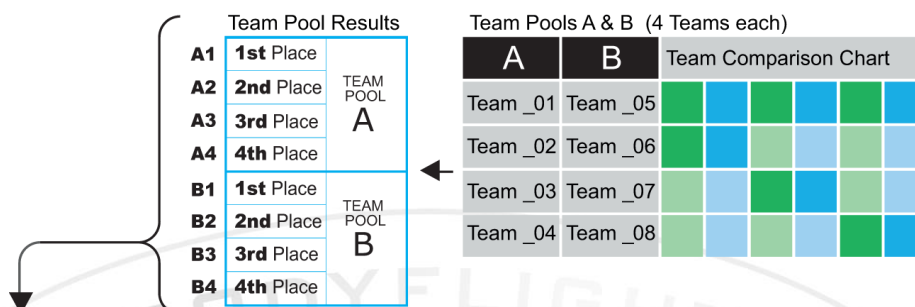 Team Pool Results
A1 1st Place
A2 2nd Place
A3 3rd Place
A4 4th Place
TEAM
POOL
A
B1 1st Place
B2 2nd Place
B3 3rd Place
B4 4th Place
TEAM
POOL
B
Team Pools A & B (4 Teams each)
A B Team Comparison Chart
Team _01 Team _05
Team _02 Team _06
Team _03 Team _07
Team _04 Team _08